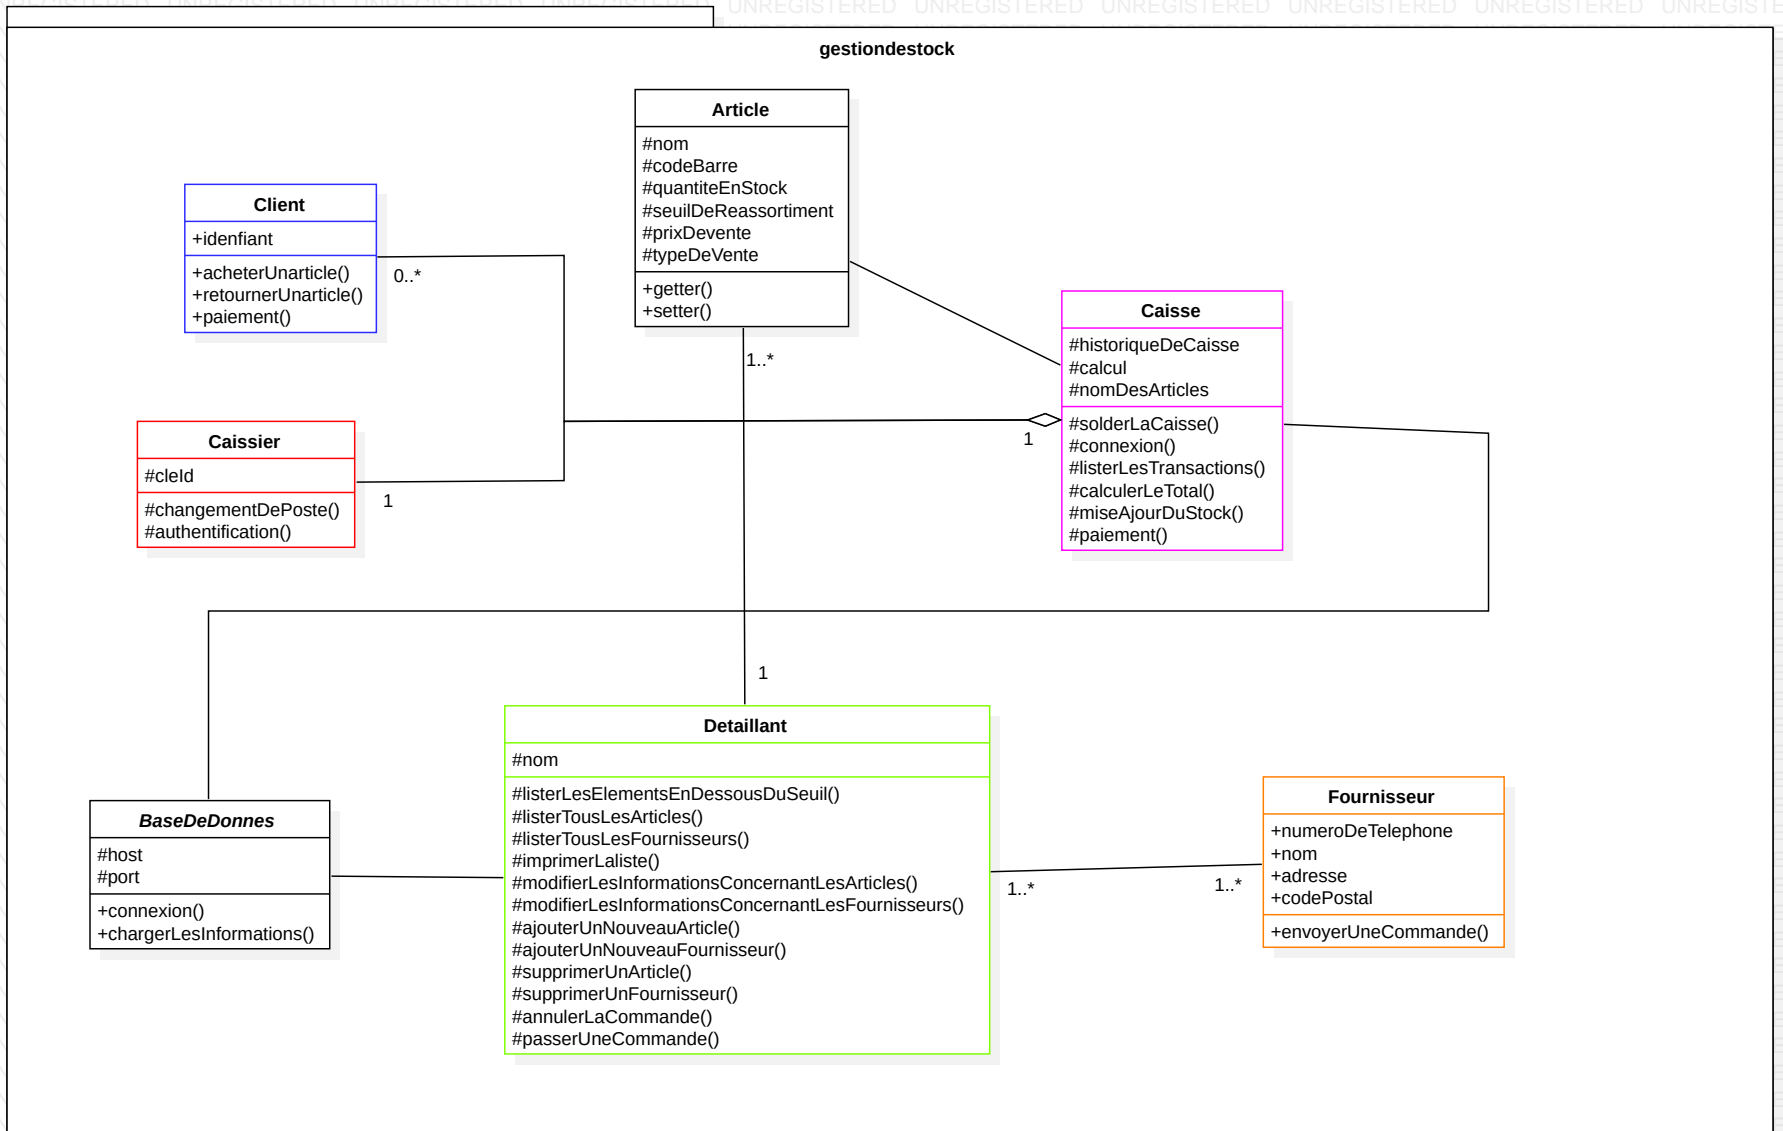 UNREGISTERED UNREGISTERED UNREGISTERED UNREGISTERED UNREGISTERED
gestiondestock
Article
#nom
#codeBarre
#quantiteEnStock
#seuilDeReassortiment
#prixDevente
#typeDeVente
+getter()
+setter()
Client
+idenfiant
+acheterUnarticle()
+retournerUnarticle()
+paiement()
0..*
1..*
Caisse
#historiqueDeCaisse
#calcul
#nomDesArticles
#solderLaCaisse()
#connexion()
#listerLesTransactions()
#calculerLeTotal()
#miseAjourDuStock()
#paiement()
1
Caissier
#cleId
#changementDePoste()
#authentification()
1
1
Detaillant
#nom
#listerLesElementsEnDessousDuSeuil()
#listerTousLesArticles()
#listerTousLesFournisseurs()
#imprimerLaliste()
#modifierLesInformationsConcernantLesArticles()
#modifierLesInformationsConcernantLesFournisseurs()
#ajouterUnNouveauArticle()
#ajouterUnNouveauFournisseur()
#supprimerUnArticle()
#supprimerUnFournisseur()
#annulerLaCommande()
#passerUneCommande()
BaseDeDonnes
#host
#port
+connexion()
+chargerLesInformations()
1..*
1..*
Fournisseur
+numeroDeTelephone
+nom
+adresse
+codePostal
+envoyerUneCommande()